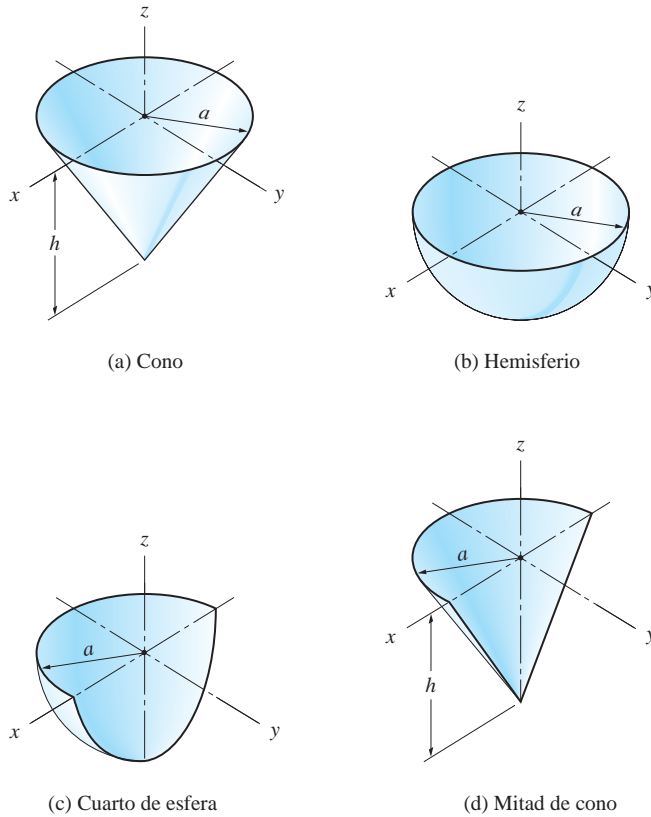 z
a
x
y
h
(a) Cono
z
a
x
y
(b) Hemisferio
z
a
x
y
(c) Cuarto de esfera
z
a
x
y
h
(d) Mitad de cono